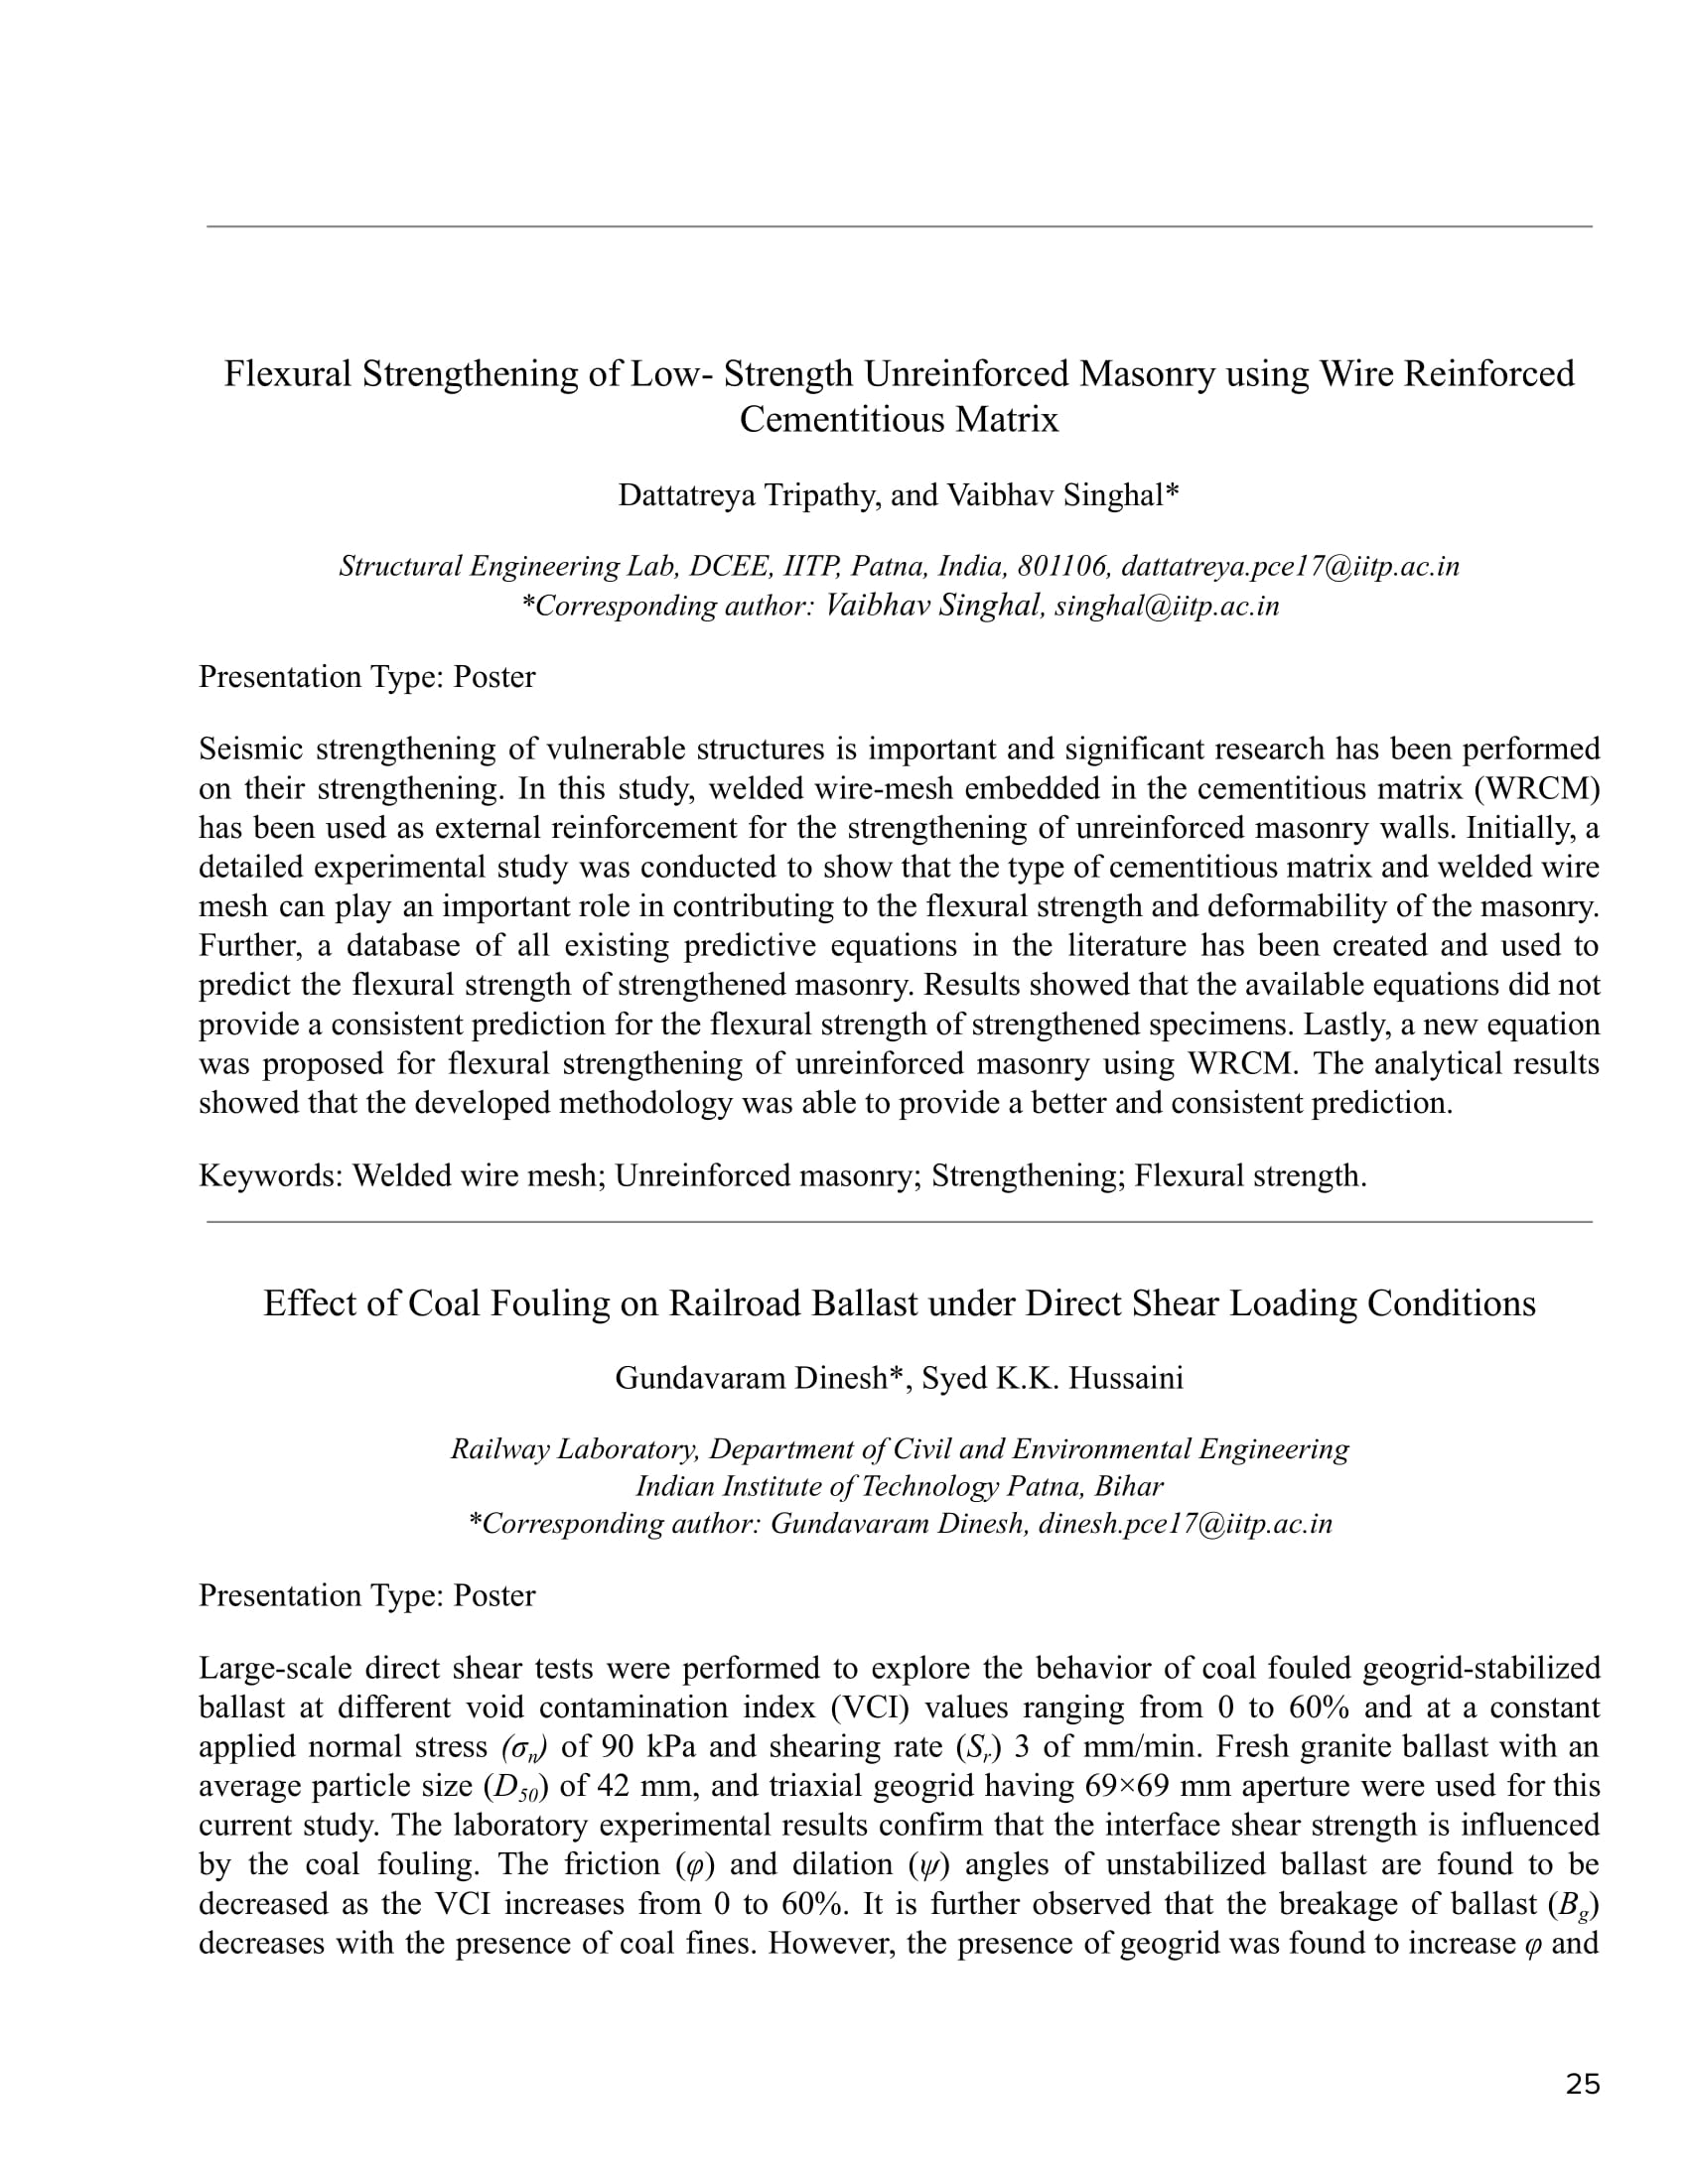 Flexural Strengthening of Low- Strength Unreinforced Masonry using Wire Reinforced
Cementitious Matrix
Dattatreya Tripathy, and Vaibhav Singhal*
Structural Engineering Lab, DCEE, IITP, Patna, India, 801106, dattatreya.pce17@iitp.ac.in
*Corresponding author: Vaibhav Singhal, singhal@iitp.ac.in
Presentation Type: Poster
Seismic strengthening of vulnerable structures is important and significant research has been performed
on their strengthening. In this study, welded wire-mesh embedded in the cementitious matrix (WRCM)
has been used as external reinforcement for the strengthening of unreinforced masonry walls. Initially, a
detailed experimental study was conducted to show that the type of cementitious matrix and welded wire
mesh can play an important role in contributing to the flexural strength and deformability of the masonry.
Further, a database of all existing predictive equations in the literature has been created and used to
predict the flexural strength of strengthened masonry. Results showed that the available equations did not
provide a consistent prediction for the flexural strength of strengthened specimens. Lastly, a new equation
was proposed for flexural strengthening of unreinforced masonry using WRCM. The analytical results
showed that the developed methodology was able to provide a better and consistent prediction.
Keywords: Welded wire mesh; Unreinforced masonry; Strengthening; Flexural strength.
Effect of Coal Fouling on Railroad Ballast under Direct Shear Loading Conditions
Gundavaram Dinesh*, Syed K.K. Hussaini
Railway Laboratory, Department of Civil and Environmental Engineering
Indian Institute of Technology Patna, Bihar
*Corresponding author: Gundavaram Dinesh, dinesh.pce17@iitp.ac.in
Presentation Type: Poster
Large-scale direct shear tests were performed to explore the behavior of coal fouled geogrid-stabilized
ballast at different void contamination index (VCI) values ranging from 0 to 60% and at a constant
applied normal stress (σn) of 90 kPa and shearing rate (Sr) 3 of mm/min. Fresh granite ballast with an
average particle size (D50) of 42 mm, and triaxial geogrid having 69×69 mm aperture were used for this
current study. The laboratory experimental results confirm that the interface shear strength is influenced
by the coal fouling. The friction (φ) and dilation (ψ) angles of unstabilized ballast are found to be
decreased as the VCI increases from 0 to 60%. It is further observed that the breakage of ballast (Bg)
decreases with the presence of coal fines. However, the presence of geogrid was found to increase φ and
25